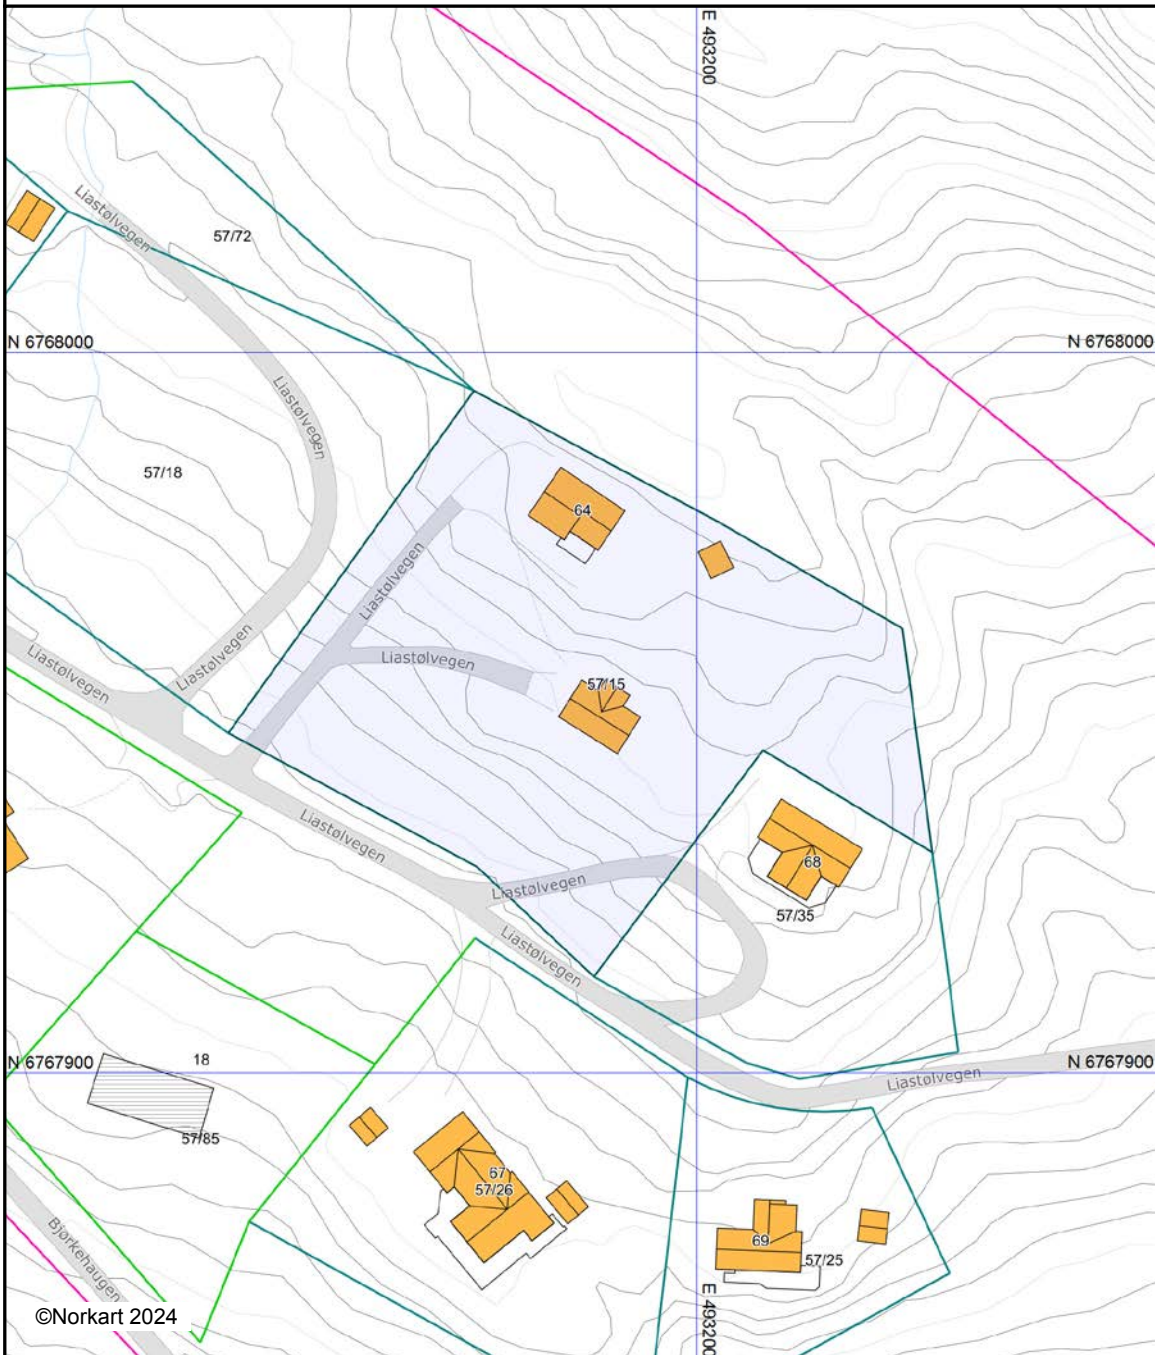 E 493200
Liastølvegen
57/72
N 6768000
N 6768000
Liastølvegen
57/18
64
Liastølvegen
Liastølvegen
Liastølvegen
Liastølvegen
57/15
Liastølvegen
68
Liastølvegen
57/35
Liastølvegen
N 6767900
18
N 6767900
Liastølvegen
57/85
67
57/26
69
57/25
Bjørkehaugen
E 493200
©Norkart 2024